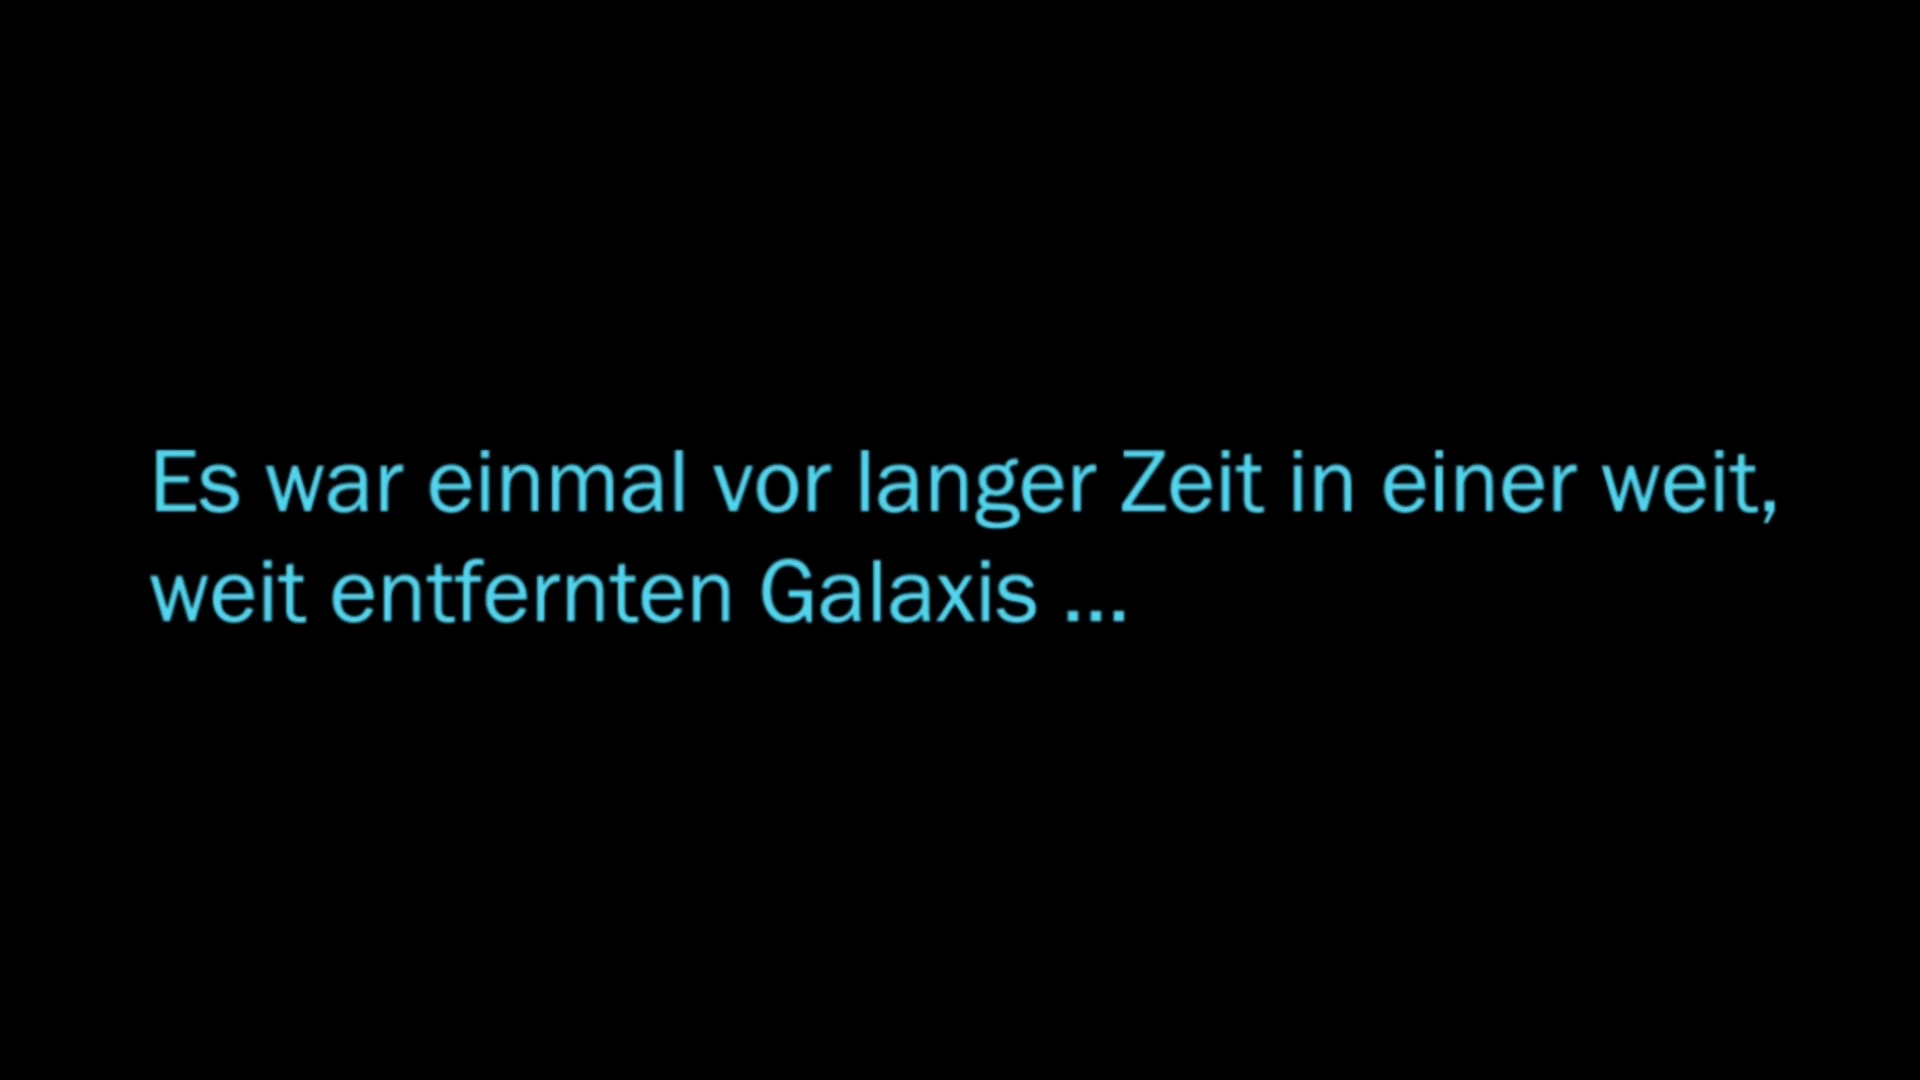 Es war einmal vor langer Zeit in einer weit,
weit entfernten Galaxis ...